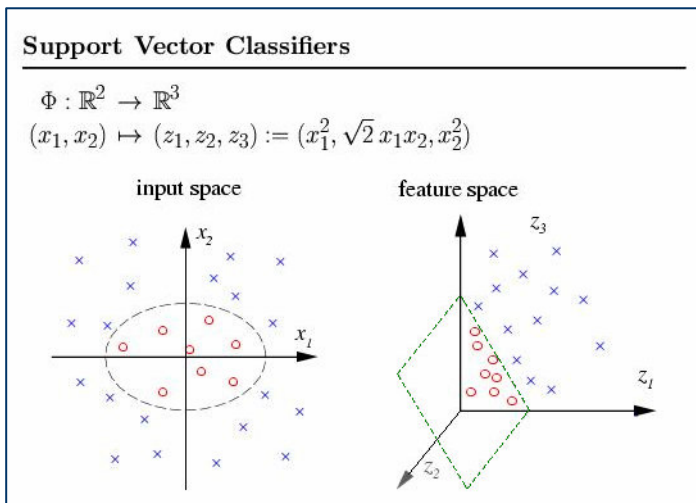 Support Vector Classifiers
Φ : ℝ² → ℝ³
(x₁, x₂) ↦ (z₁, z₂, z₃) := (x₁², √2 x₁x₂, x₂²)
input space
feature space
x₂
z₃
x₁
z₁
z₂